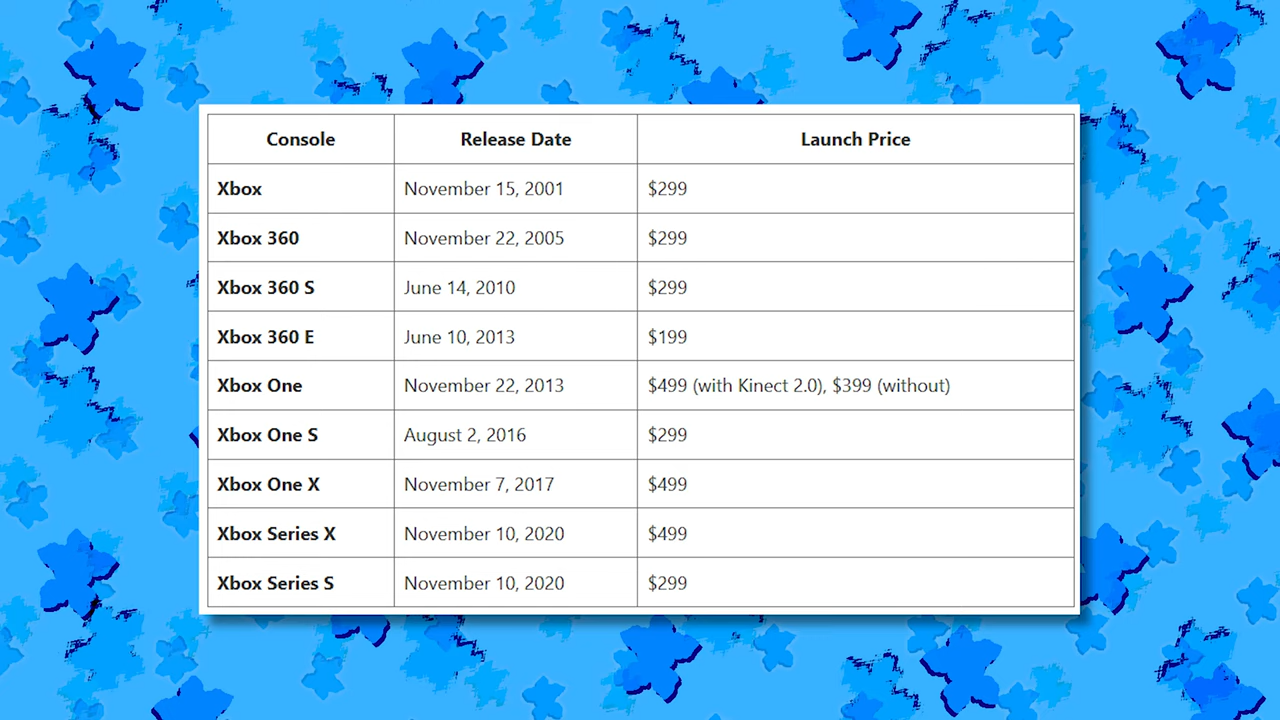 Console Release Date Launch Price
Xbox November 15, 2001 $299
Xbox 360 November 22, 2005 $299
Xbox 360 S June 14, 2010 $299
Xbox 360 E June 10, 2013 $199
Xbox One November 22, 2013 $499 (with Kinect 2.0), $399 (without)
Xbox One S August 2, 2016 $299
Xbox One X November 7, 2017 $499
Xbox Series X November 10, 2020 $499
Xbox Series S November 10, 2020 $299